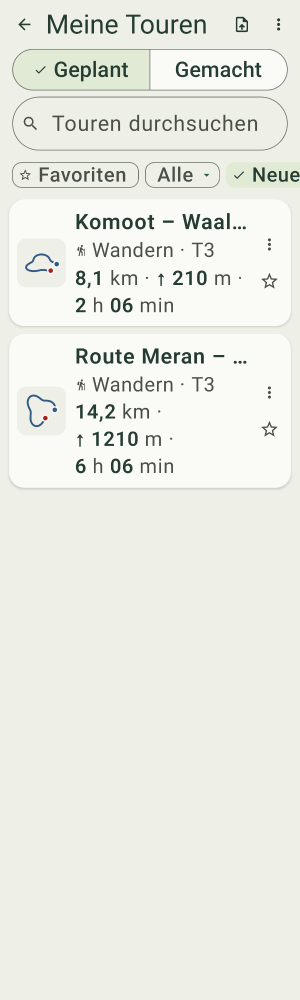 Meine Touren
Geplant
Gemacht
Touren durchsuchen
Favoriten
Alle
Neue
Komoot – Waal…
Wandern · T3
8,1 km · ↑ 210 m ·
2 h 06 min
Route Meran – …
Wandern · T3
14,2 km ·
↑ 1210 m ·
6 h 06 min